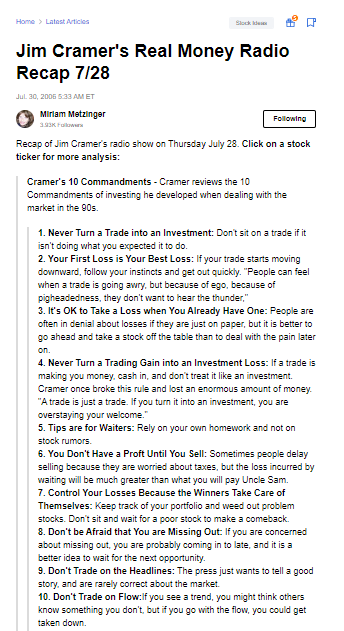 Home > Latest Articles
Stock Ideas
Jim Cramer's Real Money Radio
Recap 7/28
Jul. 30, 2006 5:33 AM ET
Miriam Metzinger
3.93K Followers
Following
Recap of Jim Cramer's radio show on Thursday July 28. Click on a stock
ticker for more analysis:
Cramer's 10 Commandments - Cramer reviews the 10
Commandments of investing he developed when dealing with the
market in the 90s.
1. Never Turn a Trade into an Investment: Don't sit on a trade if it
isn't doing what you expected it to do.
2. Your First Loss is Your Best Loss: If your trade starts moving
downward, follow your instincts and get out quickly. "People can feel
when a trade is going awry, but because of ego, because of
pigheadedness, they don't want to hear the thunder,"
3. It's OK to Take a Loss when You Already Have One: People are
often in denial about losses if they are just on paper, but it is better to
go ahead and take a stock off the table than to deal with the pain later
on.
4. Never Turn a Trading Gain into an Investment Loss: If a trade is
making you money, cash in, and don't treat it like an investment.
Cramer once broke this rule and lost an enormous amount of money.
"A trade is just a trade. If you turn it into an investment, you are
overstaying your welcome."
5. Tips are for Waiters: Rely on your own homework and not on
stock rumors.
6. You Don't Have a Proft Until You Sell: Sometimes people delay
selling because they are worried about taxes, but the loss incurred by
waiting will be much greater than what you will pay Uncle Sam.
7. Control Your Losses Because the Winners Take Care of
Themselves: Keep track of your portfolio and weed out problem
stocks. Don't sit and wait for a poor stock to make a comeback.
8. Don't be Afraid that You are Missing Out: If you are concerned
about missing out, you are probably coming in to late, and it is a
better idea to wait for the next opportunity.
9. Don't Trade on the Headlines: The press just wants to tell a good
story, and are rarely correct about the market.
10. Don't Trade on Flow:If you see a trend, you might think others
know something you don't, but if you go with the flow, you could get
taken down.